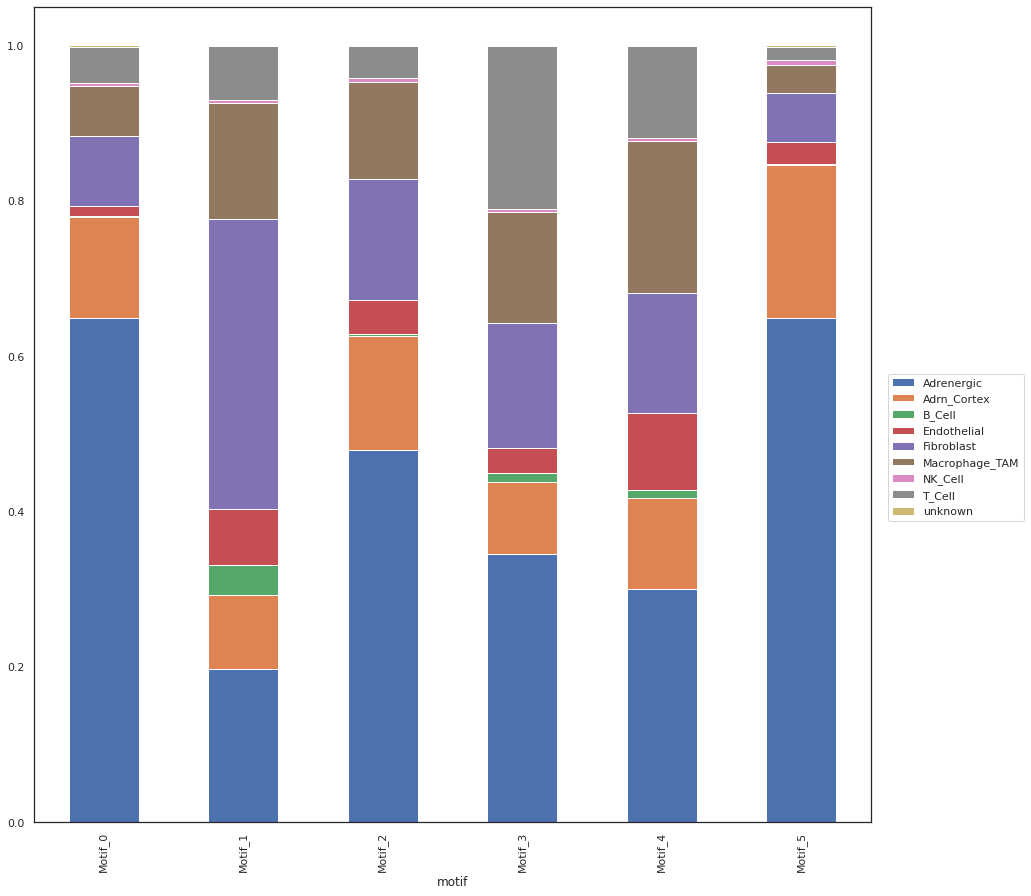 1.0
0.8
0.6
0.4
0.2
0.0
Motif_0
Motif_1
Motif_2
Motif_3
Motif_4
Motif_5
motif
Adrenergic
Adrn_Cortex
B_Cell
Endothelial
Fibroblast
Macrophage_TAM
NK_Cell
T_Cell
unknown